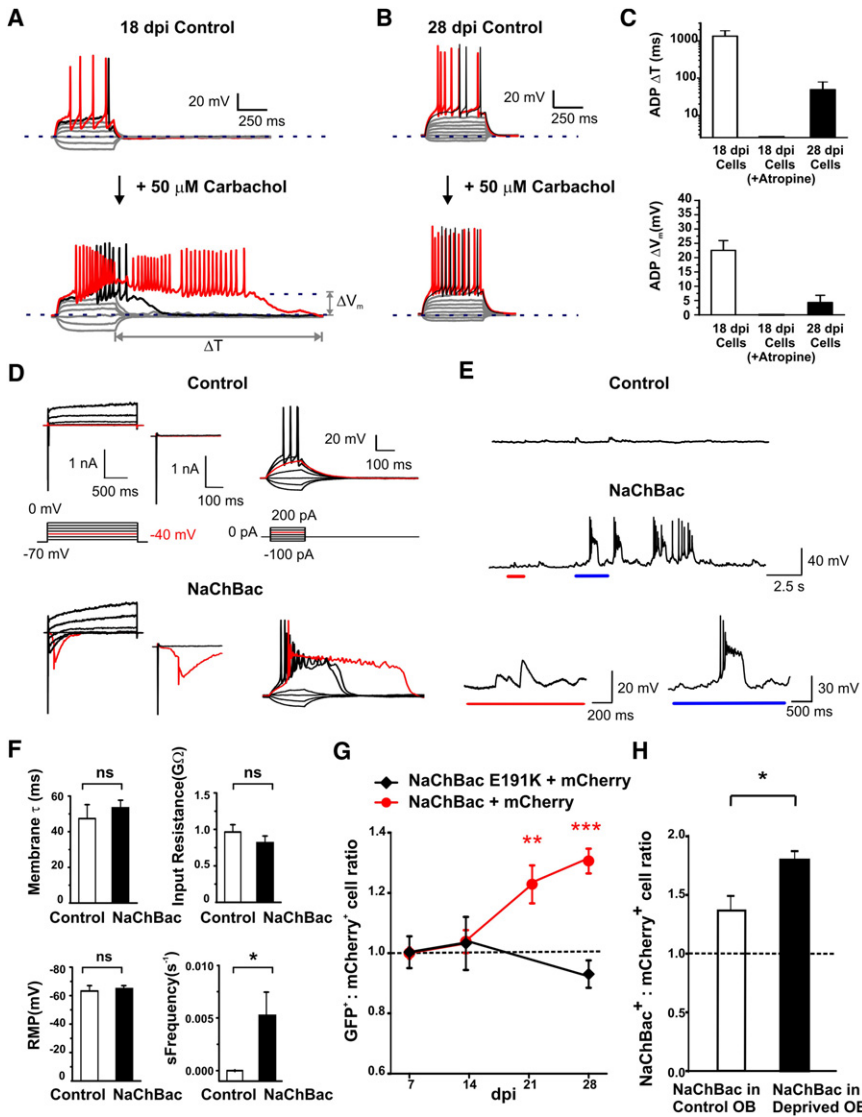 A
18 dpi Control
20 mV
250 ms
+ 50 μM Carbachol
ΔVm
ΔT
B
28 dpi Control
20 mV
250 ms
+ 50 μM Carbachol
C
ADP ΔT (ms)
1000
100
10
18 dpi Cells
18 dpi Cells (+Atropine)
28 dpi Cells
ADP ΔVm(mV)
40
35
30
25
20
15
10
5
0
18 dpi Cells
18 dpi Cells (+Atropine)
28 dpi Cells
D
Control
1 nA
500 ms
1 nA
100 ms
20 mV
100 ms
0 mV
-40 mV
-70 mV
200 pA
0 pA
-100 pA
NaChBac
E
Control
NaChBac
40 mV
2.5 s
20 mV
200 ms
30 mV
500 ms
F
Membrane τ (ms)
60
40
20
0
ns
Control NaChBac
Input Resistance(GΩ)
1.5
1.0
0.5
0
ns
Control NaChBac
RMP(mV)
-80
-60
-40
-20
0
ns
Control NaChBac
sFrequency(s-1)
0.010
0.005
0.000
*
Control NaChBac
G
NaChBac E191K + mCherry
NaChBac + mCherry
GFP+: mCherry+ cell ratio
1.4
1.2
1.0
0.8
0.6
**
***
7
14
21
28
dpi
H
*
NaChBac+: mCherry+ cell ratio
2.0
1.5
1.0
0.5
0
NaChBac in Control OB
NaChBac in Deprived OB